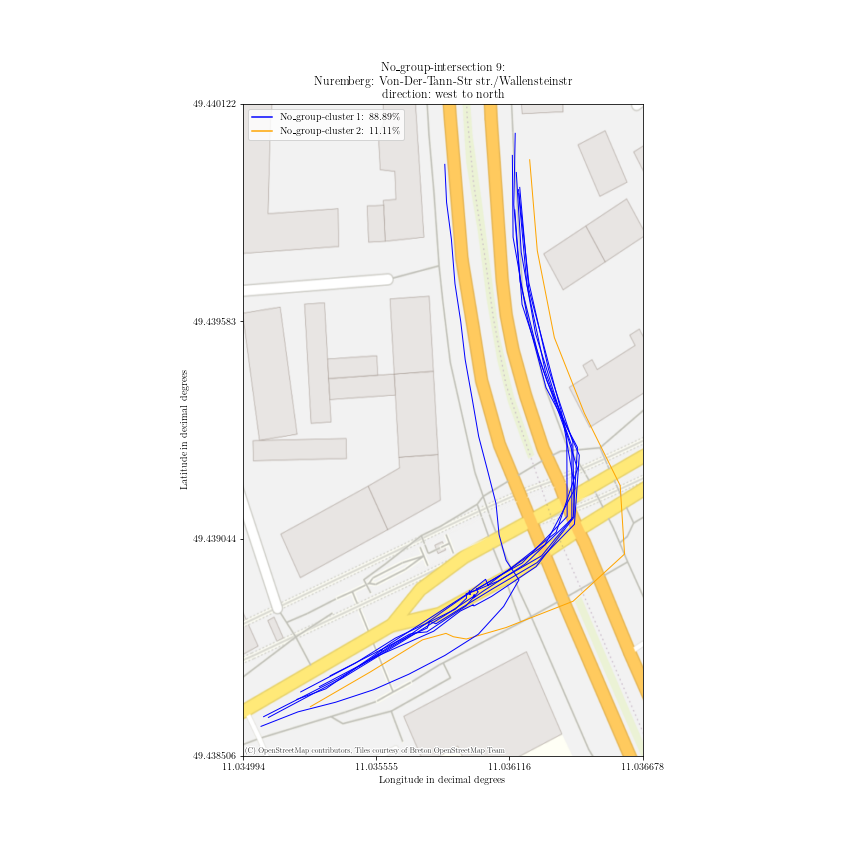 No_group-intersection 9:
Nuremberg: Von-Der-Tann-Str str./Wallensteinstr
direction: west to north
49.440122
No_group-cluster 1: 88.89%
No_group-cluster 2: 11.11%
49.439583
Latitude in decimal degrees
49.439044
49.438506
(C) OpenStreetMap contributors, Tiles courtesy of Breton OpenStreetMap Team
11.034994
11.035555
11.036116
11.036678
Longitude in decimal degrees